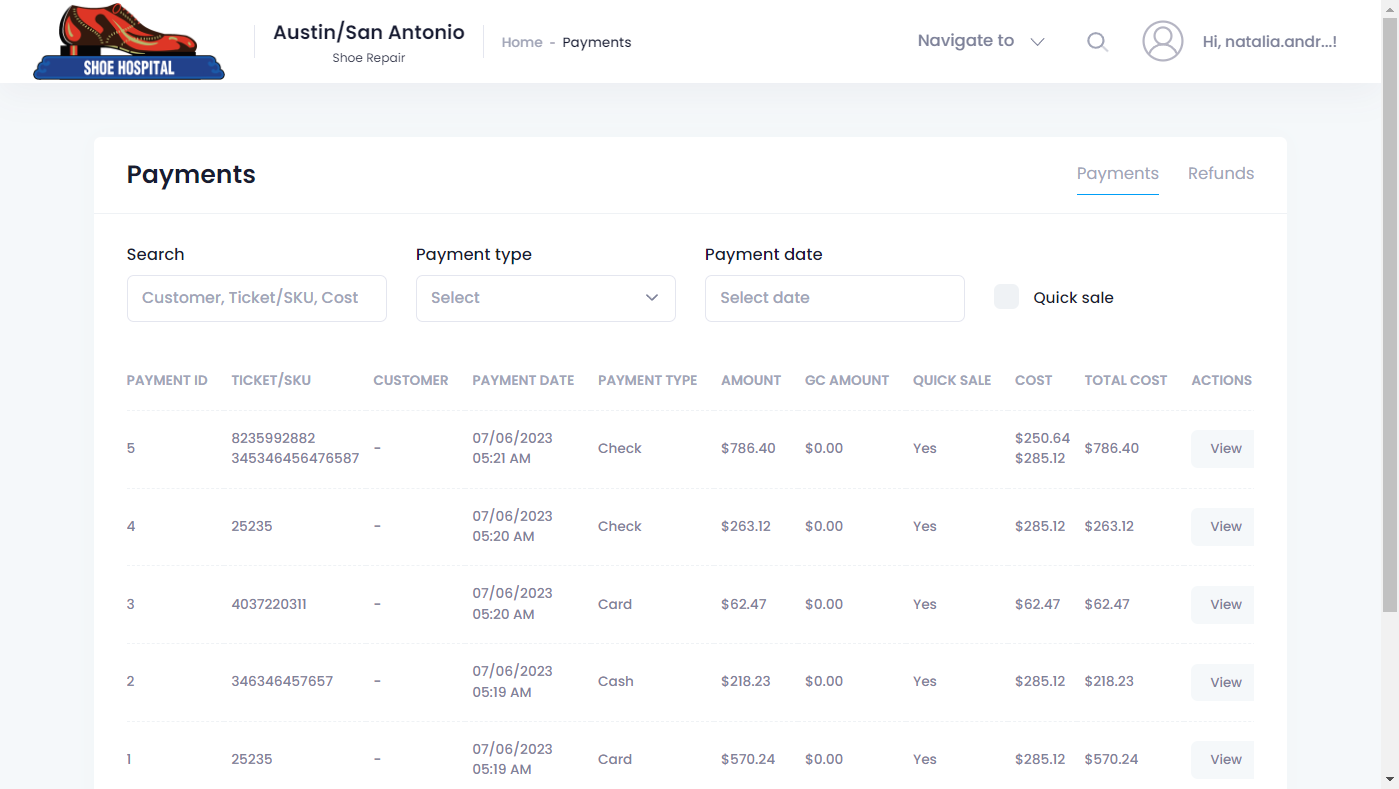 SHOE HOSPITAL
Austin/San Antonio
Shoe Repair
Home - Payments
Navigate to
Hi, natalia.andr...!
Payments
Payments Refunds
Search Payment type Payment date
Customer, Ticket/SKU, Cost Select Select date Quick sale
PAYMENT ID TICKET/SKU CUSTOMER PAYMENT DATE PAYMENT TYPE AMOUNT GC AMOUNT QUICK SALE COST TOTAL COST ACTIONS
5 8235992882 345346456476587 - 07/06/2023 05:21 AM Check $786.40 $0.00 Yes $250.64 $285.12 $786.40 View
4 25235 - 07/06/2023 05:20 AM Check $263.12 $0.00 Yes $285.12 $263.12 View
3 4037220311 - 07/06/2023 05:20 AM Card $62.47 $0.00 Yes $62.47 $62.47 View
2 346346457657 - 07/06/2023 05:19 AM Cash $218.23 $0.00 Yes $285.12 $218.23 View
1 25235 - 07/06/2023 05:19 AM Card $570.24 $0.00 Yes $285.12 $570.24 View